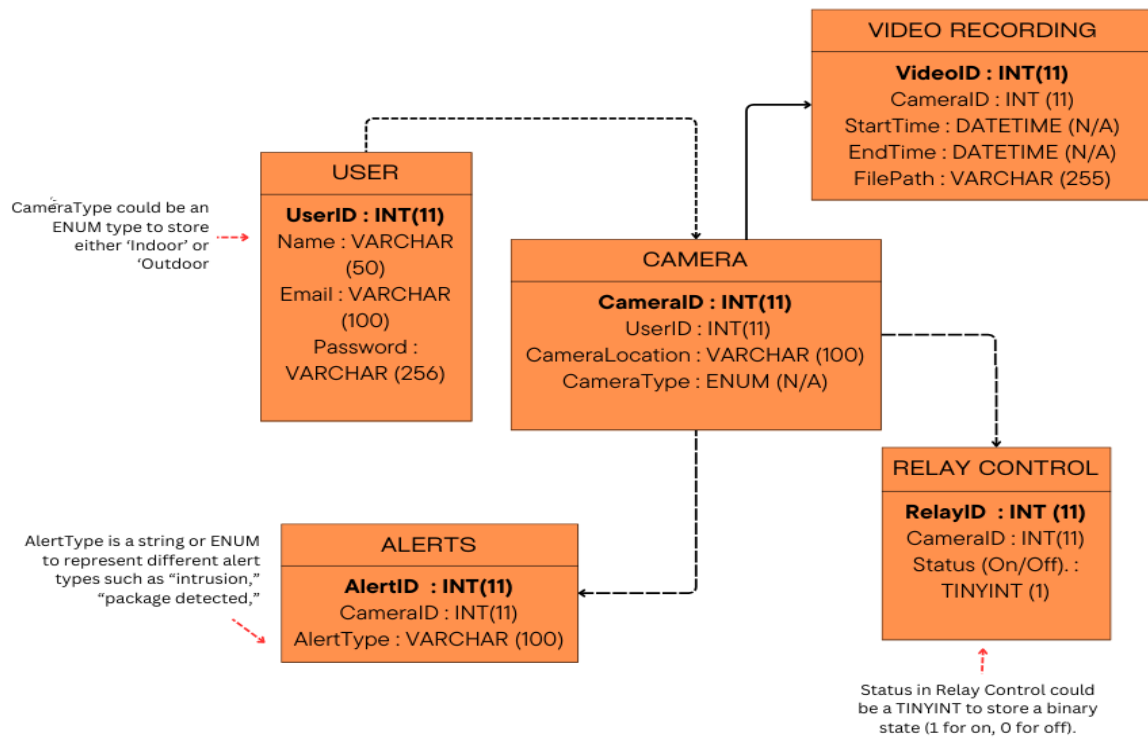 VIDEO RECORDING
VideoID : INT(11)
CameraID : INT (11)
StartTime : DATETIME (N/A)
EndTime : DATETIME (N/A)
FilePath : VARCHAR (255)
USER
UserID : INT(11)
Name : VARCHAR
(50)
Email : VARCHAR
(100)
Password :
VARCHAR (256)
CameraType could be an
ENUM type to store
either ‘Indoor’ or
‘Outdoor
CAMERA
CameraID : INT(11)
UserID : INT(11)
CameraLocation : VARCHAR (100)
CameraType : ENUM (N/A)
RELAY CONTROL
RelayID : INT (11)
CameraID : INT(11)
Status (On/Off). :
TINYINT (1)
ALERTS
AlertID : INT(11)
CameraID : INT(11)
AlertType : VARCHAR (100)
AlertType is a string or ENUM
to represent different alert
types such as “intrusion,”
“package detected,”
Status in Relay Control could
be a TINYINT to store a binary
state (1 for on, 0 for off).